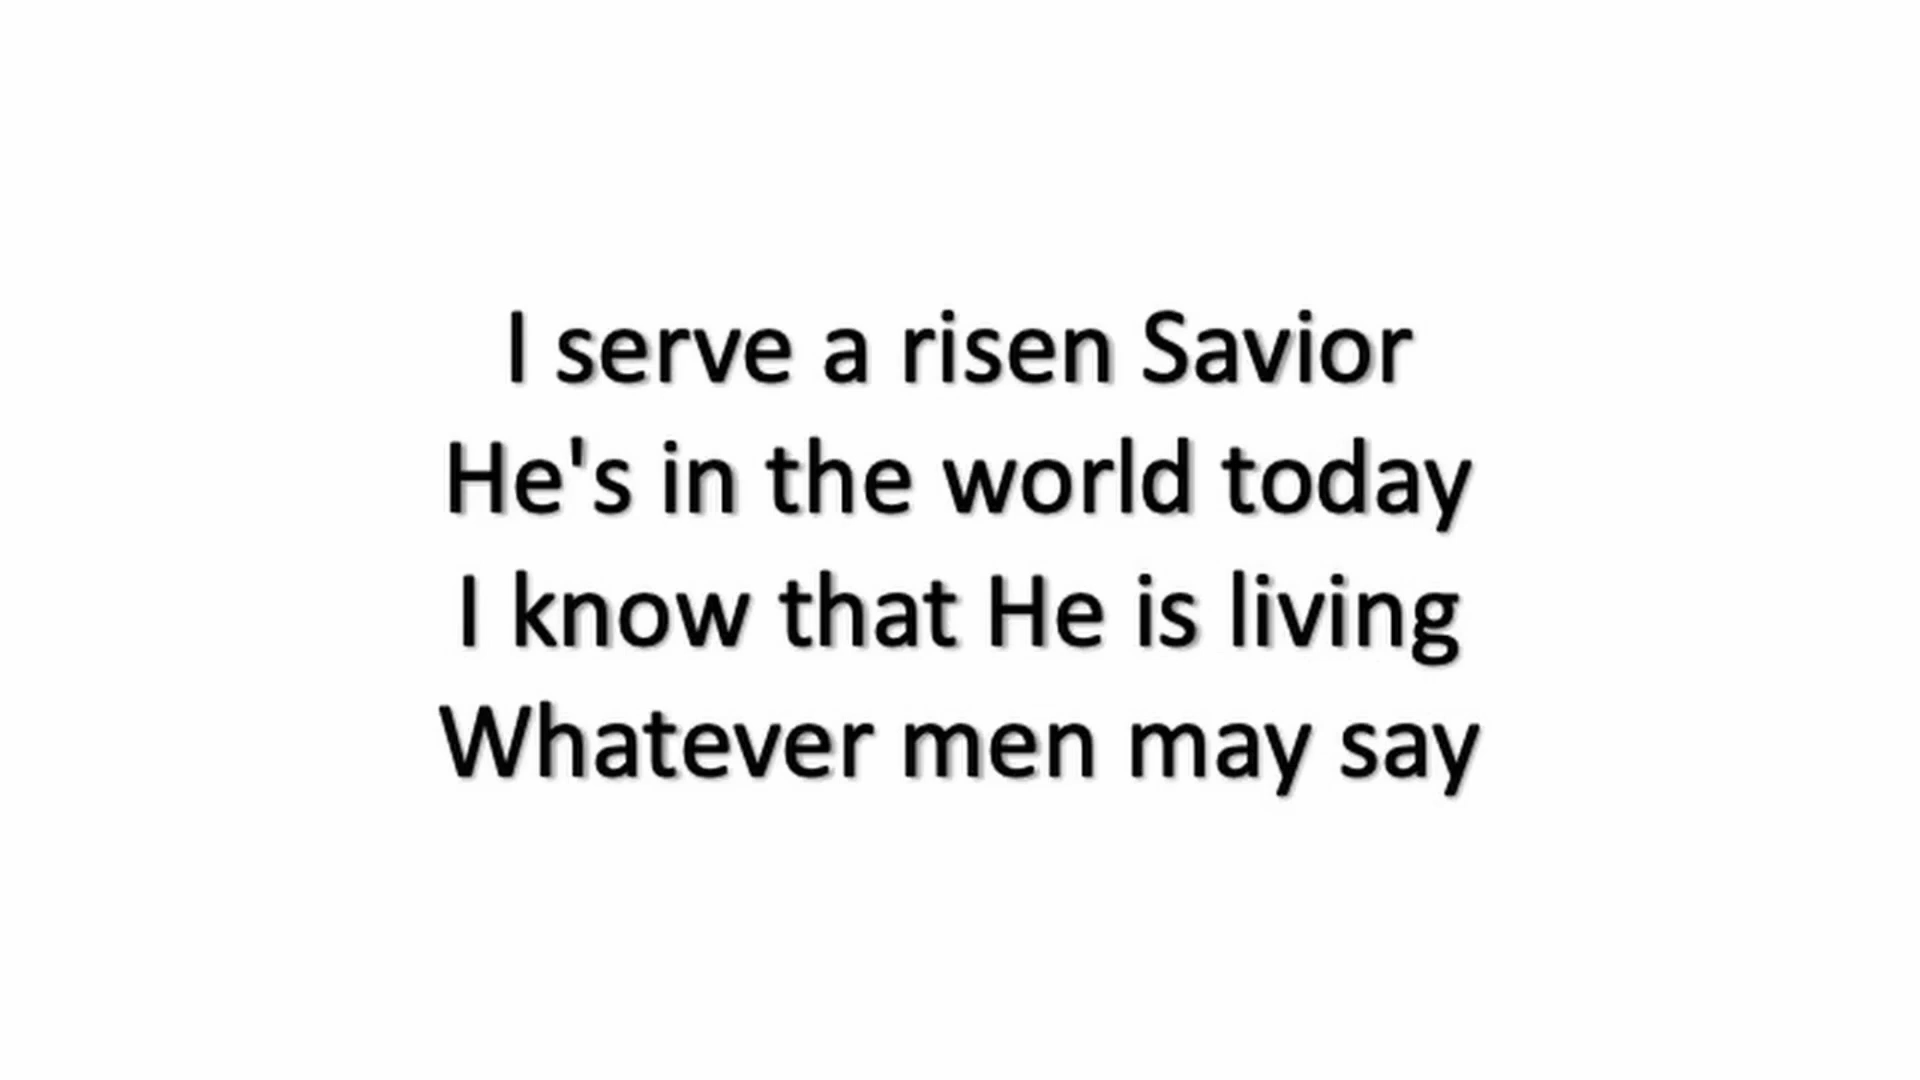 I serve a risen Savior
He's in the world today
I know that He is living
Whatever men may say